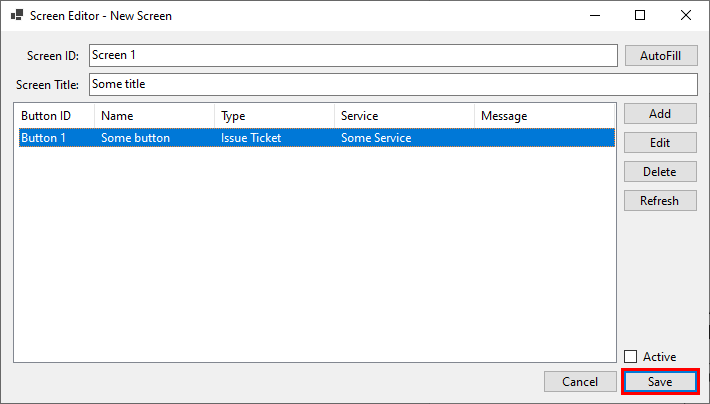 Screen Editor - New Screen
Screen ID: Screen 1 AutoFill
Screen Title: Some title
Button ID Name Type Service Message Add
Button 1 Some button Issue Ticket Some Service
Edit
Delete
Refresh
Active
Cancel Save